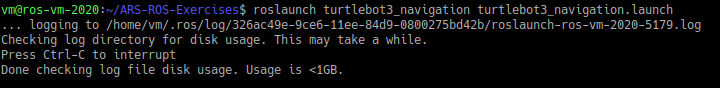 vm@ros-vm-2020:~/ARS-ROS-Exercises$ roslaunch turtlebot3_navigation turtlebot3_navigation.launch
... logging to /home/vm/.ros/log/326ac49e-9ce6-11ee-84d9-0800275bd42b/roslaunch-ros-vm-2020-5179.log
Checking log directory for disk usage. This may take a while.
Press Ctrl-C to interrupt
Done checking log file disk usage. Usage is <1GB.